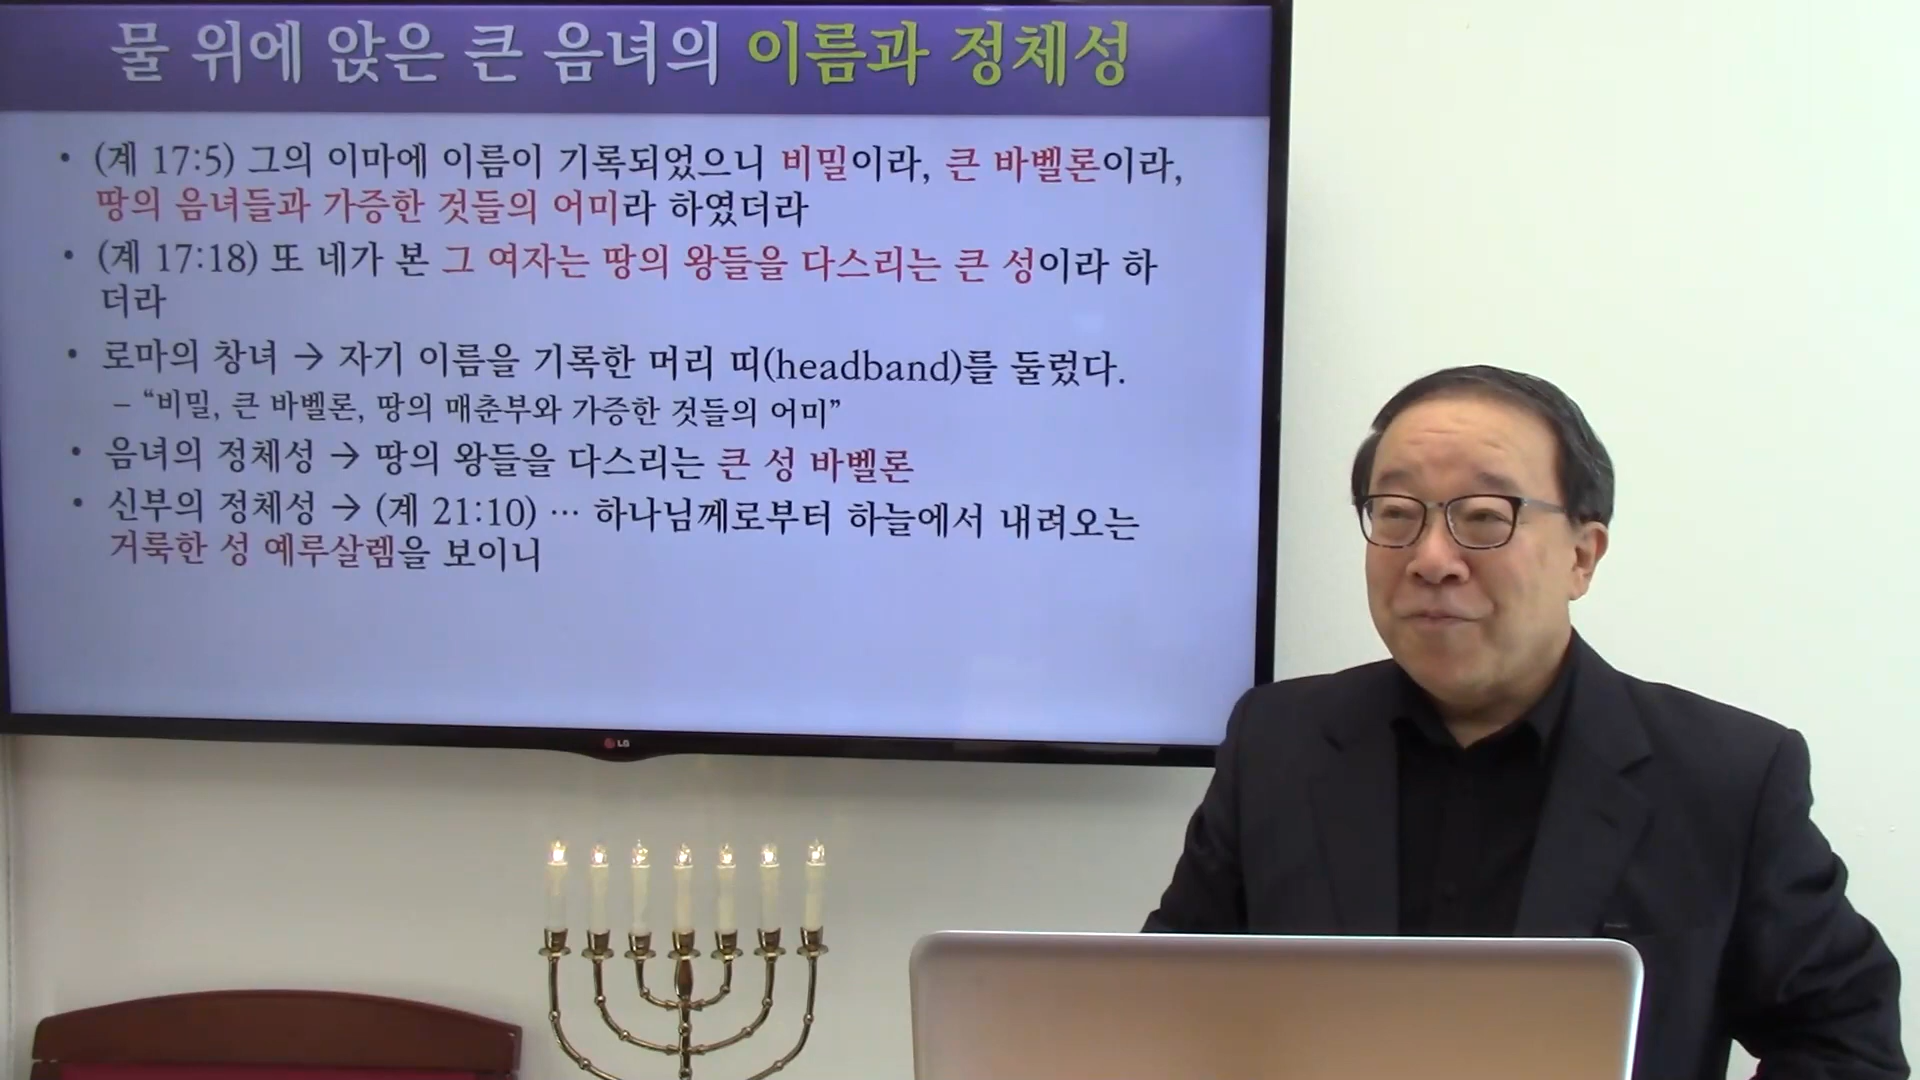 물 위에 앉은 큰 음녀의 이름과 정체성
• (계 17:5) 그의 이마에 이름이 기록되었으니 비밀이라, 큰 바벨론이라,
땅의 음녀들과 가증한 것들의 어미라 하였더라
• (계 17:18) 또 네가 본 그 여자는 땅의 왕들을 다스리는 큰 성이라 하
더라
• 로마의 창녀 → 자기 이름을 기록한 머리 띠(headband)를 둘렀다.
– “비밀, 큰 바벨론, 땅의 매춘부와 가증한 것들의 어미”
• 음녀의 정체성 → 땅의 왕들을 다스리는 큰 성 바벨론
• 신부의 정체성 → (계 21:10) … 하나님께로부터 하늘에서 내려오는
거룩한 성 예루살렘을 보이니
LG